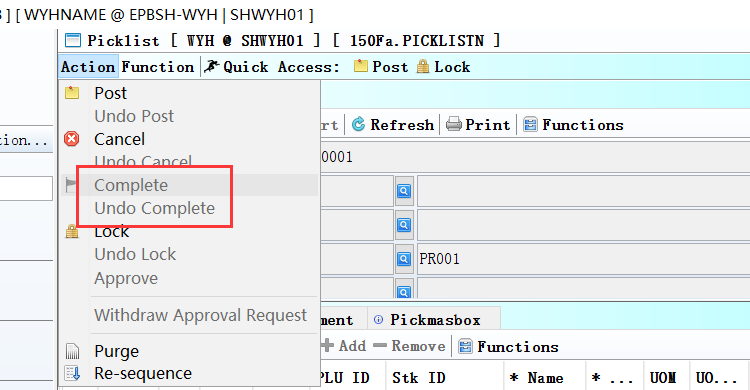 ] [ WYHNAME @ EPBSH-WYH | SHWYH01 ]
Picklist [ WYH @ SHWYH01 ] [ 150Fa.PICKLISTN ]
Action Function Quick Access: Post Lock
Post
Undo Post
Cancel
Refresh Print Functions
tion...
Undo Cancel
0001
Complete
Undo Complete
Lock
Undo Lock
PR001
Approve
Withdraw Approval Request
ment Pickmasbox
Purge
Add Remove Functions
Re-sequence
PLU ID Stk ID * Name * ... UOM UO...